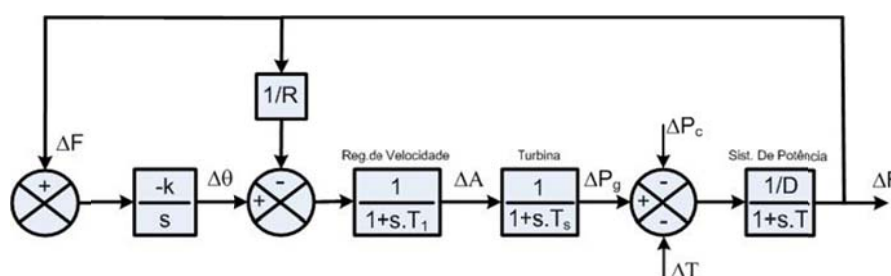 1/R
ΔF
ΔPc
Reg.de Velocidade
Turbina
Sist. De Potência
+
-k
s
Δθ
-
+
1
1+s.T1
ΔA
1
1+s.Ts
ΔPg
-
+
-
1/D
1+s.T
ΔF
ΔT